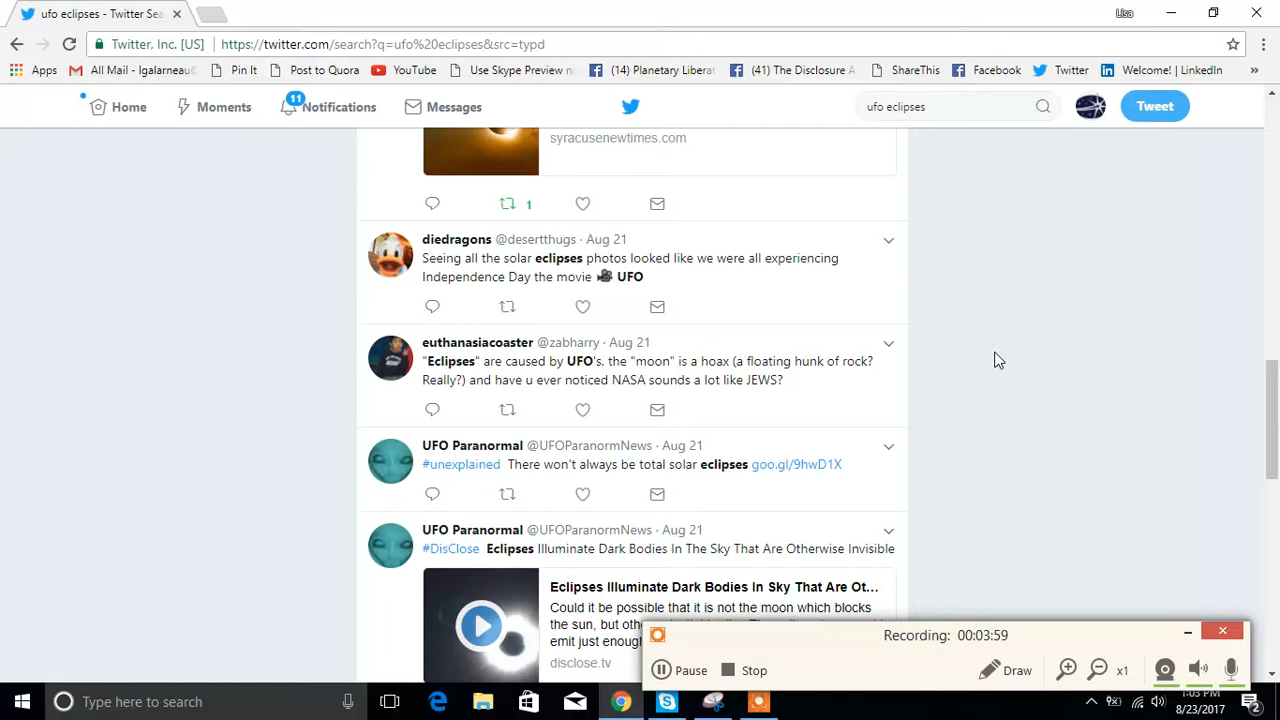 ufo eclipses - Twitter Sea
Lisa
Twitter, Inc. [US]
https://twitter.com/search?q=ufo%20eclipses&src=typd
Apps
All Mail - lgalarneau
Pin It
Post to Quora
YouTube
Use Skype Preview no
(14) Planetary Liberat
(41) The Disclosure A
ShareThis
Facebook
Twitter
Welcome! | LinkedIn
»
Home
Moments
11
Notifications
Messages
ufo eclipses
Tweet
syracusenewtimes.com
1
diedragons @desertthugs · Aug 21
Seeing all the solar eclipses photos looked like we were all experiencing
Independence Day the movie 🎥 UFO
euthanasiacoaster @zabharry · Aug 21
"Eclipses" are caused by UFO's, the "moon" is a hoax (a floating hunk of rock?
Really?) and have u ever noticed NASA sounds a lot like JEWS?
UFO Paranormal @UFOParanormNews · Aug 21
#unexplained There won't always be total solar eclipses goo.gl/9hwD1X
UFO Paranormal @UFOParanormNews · Aug 21
#DisClose Eclipses Illuminate Dark Bodies In The Sky That Are Otherwise Invisible
Eclipses Illuminate Dark Bodies In Sky That Are Ot...
Could it be possible that it is not the moon which blocks
the sun, but oth
emit just enoug
disclose.tv
Recording: 00:03:59
Pause
Stop
Draw
x1
Type here to search
1:03 PM
8/23/2017
2